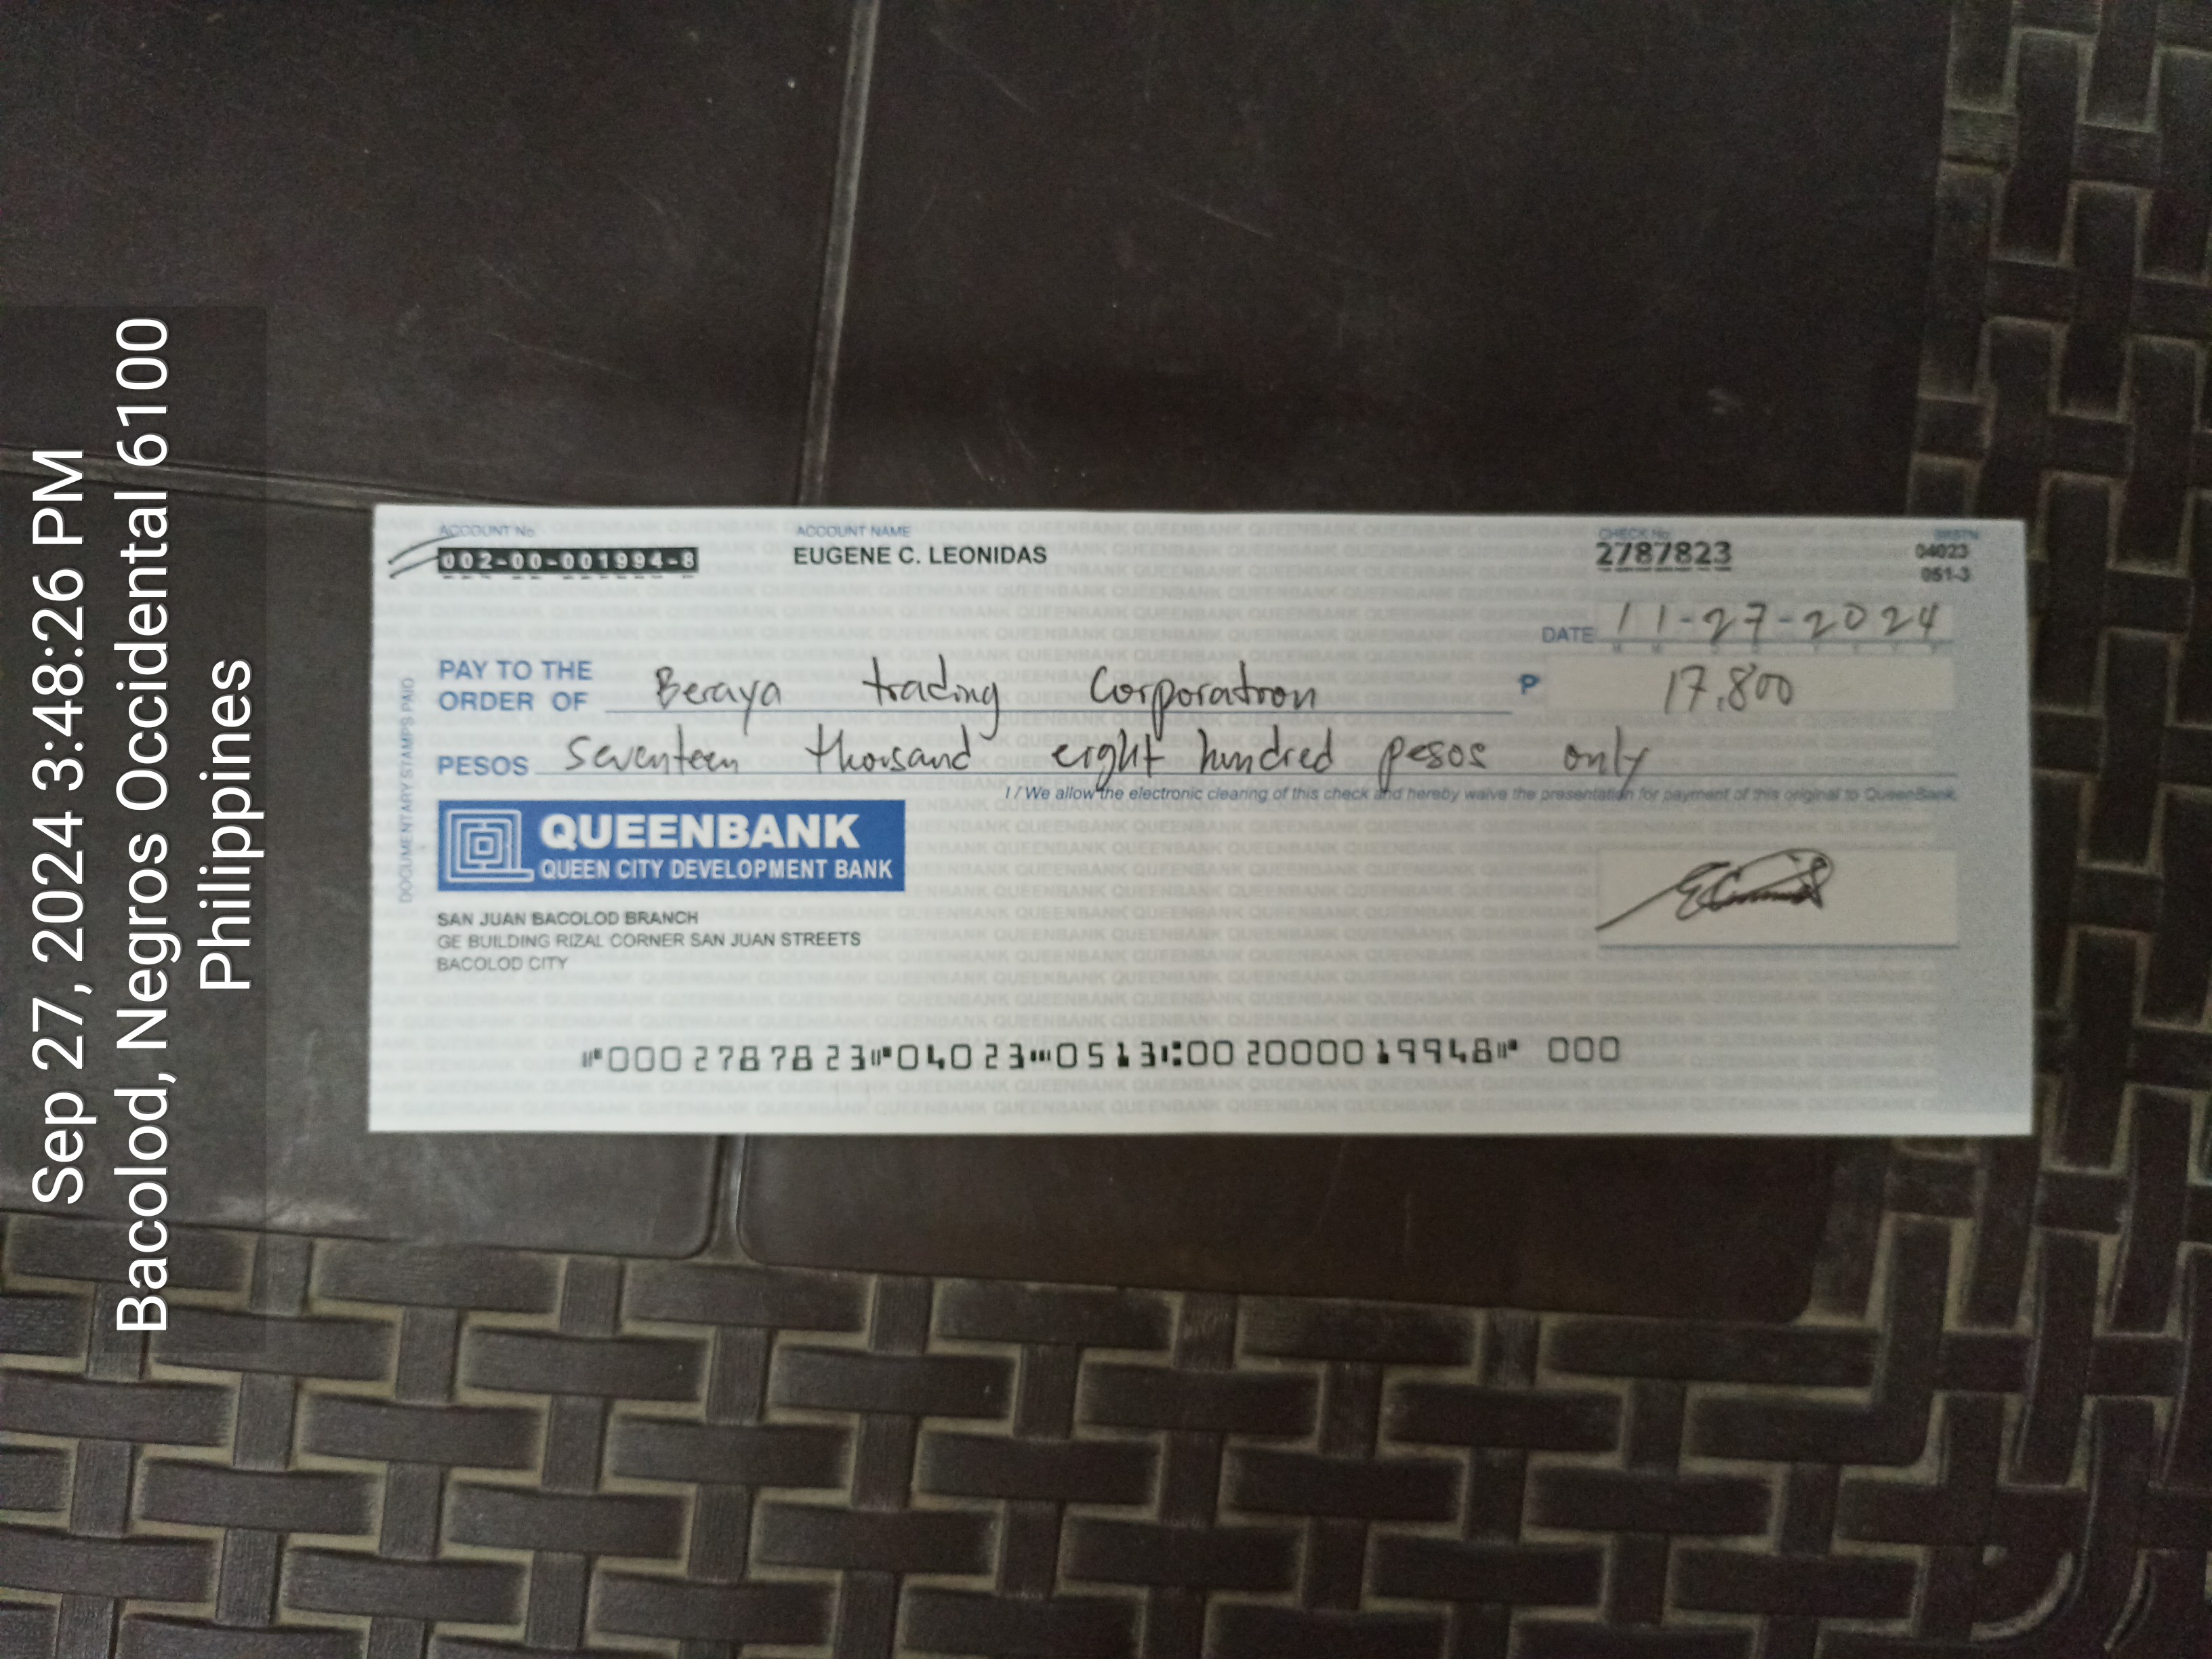 Sep 27, 2024 3:48:26 PM
Bacolod, Negros Occidental 6100
Philippines
ACCOUNT No. ACCOUNT NAME CHECK No. BRSTN
002-00-001994-8 EUGENE C. LEONIDAS 2787823 04023
051-3
DATE 11-27-2024
PAY TO THE
ORDER OF Beraya trading Corporation ₱ 17,800
PESOS Seventeen thousand eight hundred pesos only
I / We allow the electronic clearing of this check and hereby waive the presentation for payment of this original to QueenBank.
DOCUMENTARY STAMPS PAID
QUEENBANK
QUEEN CITY DEVELOPMENT BANK
SAN JUAN BACOLOD BRANCH
GE BUILDING RIZAL CORNER SAN JUAN STREETS
BACOLOD CITY
⑈0002787823⑈04023⑉0513⑆002000019948⑈ 000